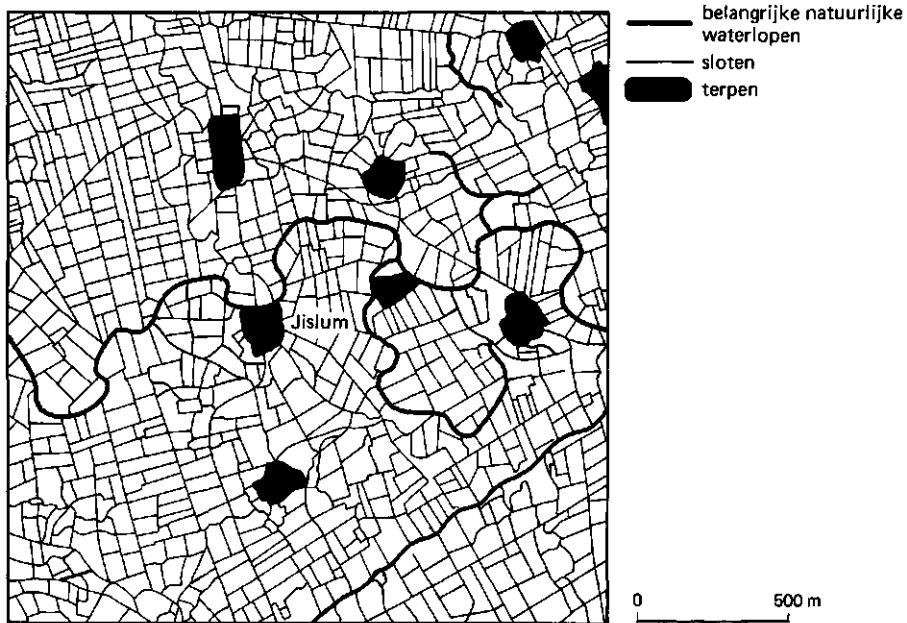 belangrijke natuurlijke
waterlopen
sloten
terpen
Jislum
0 500 m